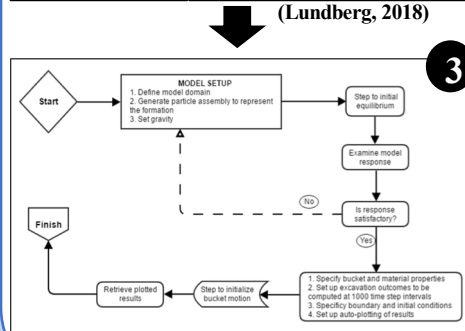 (Lundberg, 2018)
3
Start
MODEL SETUP
1. Define model domain
2. Generate particle assembly to represent
the formation
3. Set gravity
Step to initial
equilibrium
Examine model
response
Is response
satisfactory?
No
Yes
1. Specify bucket and material properties
2. Set up excavation outcomes to be
computed at 1000 time step intervals
3. Specificy boundary and initial conditions
4. Set up auto-plotting of results
Step to initialize
bucket motion
Retrieve plotted
results
Finish